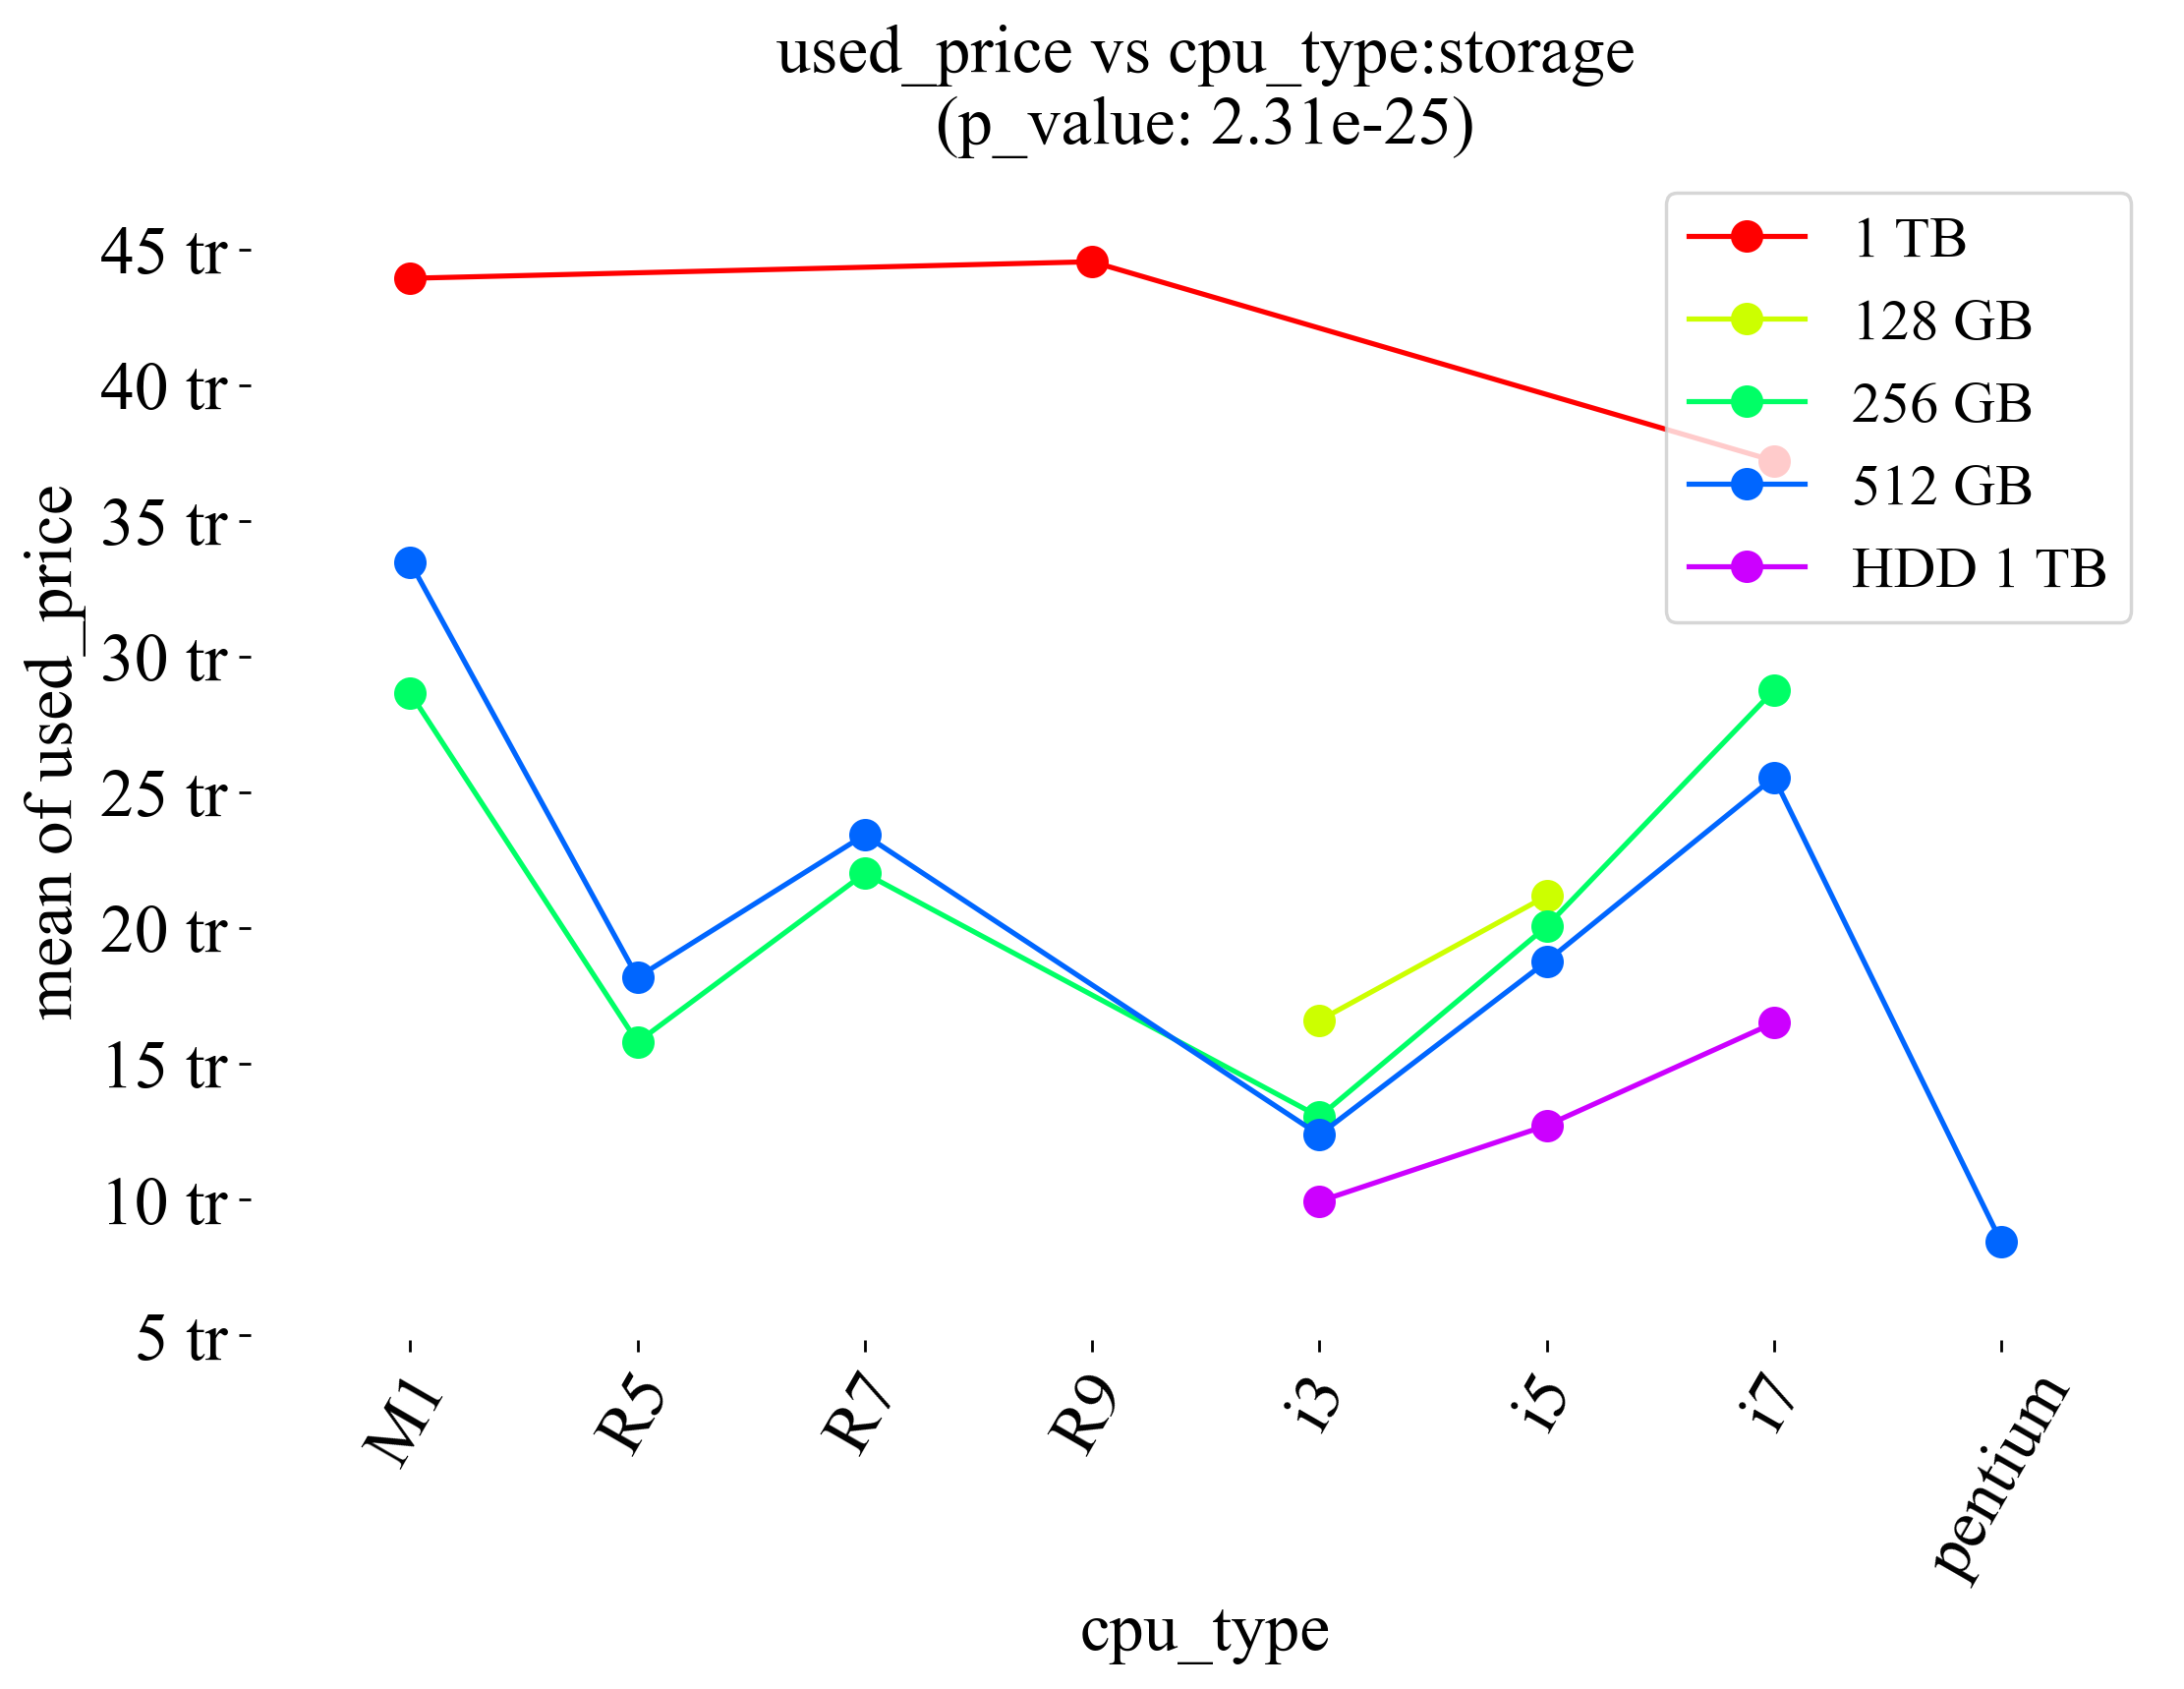 used_price vs cpu_type:storage
(p_value: 2.31e-25)
45 tr
40 tr
35 tr
30 tr
25 tr
20 tr
15 tr
10 tr
5 tr
mean of used_price
1 TB
128 GB
256 GB
512 GB
HDD 1 TB
M1
R5
R7
R9
i3
i5
i7
pentium
cpu_type